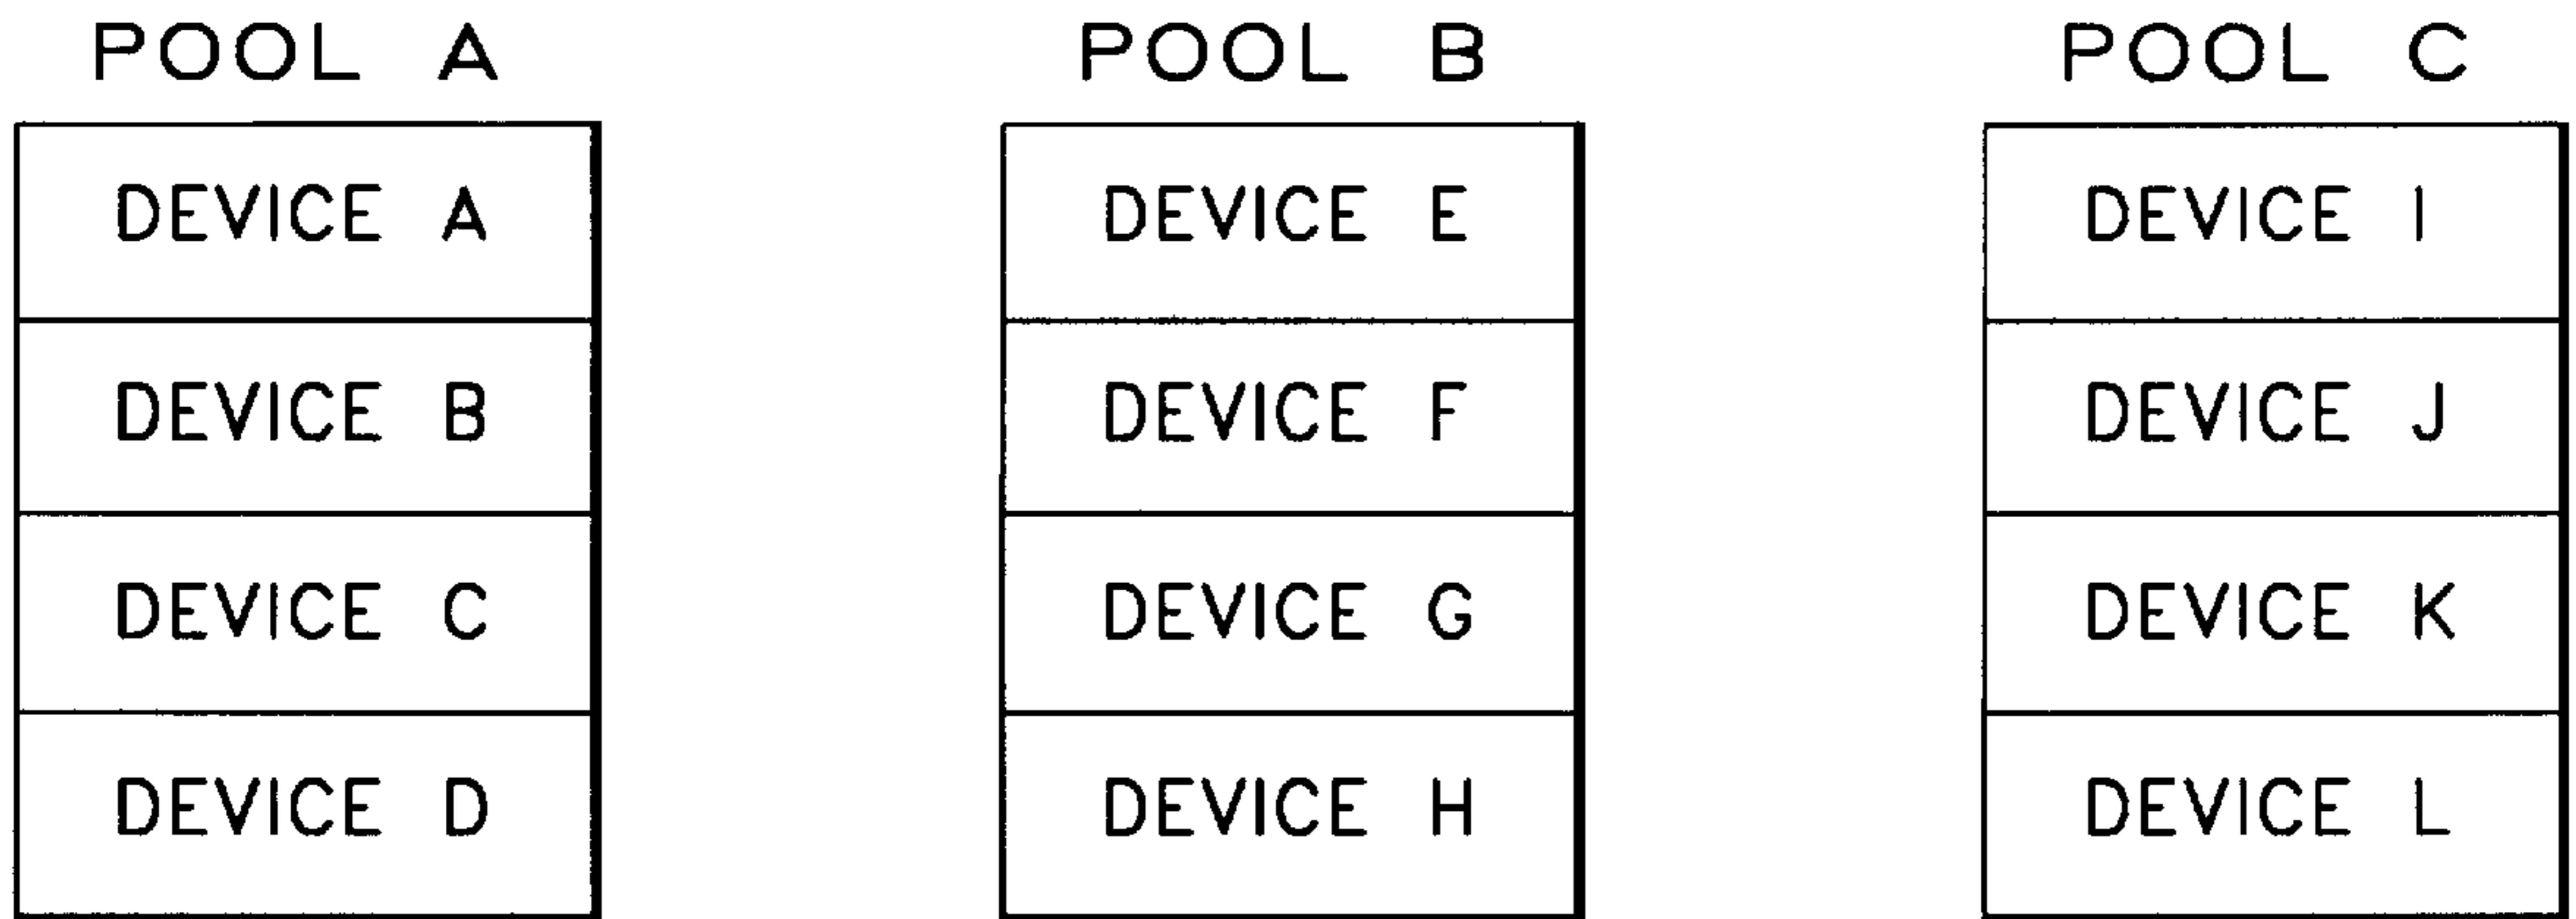 POOL A
DEVICE A
DEVICE B
DEVICE C
DEVICE D
POOL B
DEVICE E
DEVICE F
DEVICE G
DEVICE H
POOL C
DEVICE I
DEVICE J
DEVICE K
DEVICE L